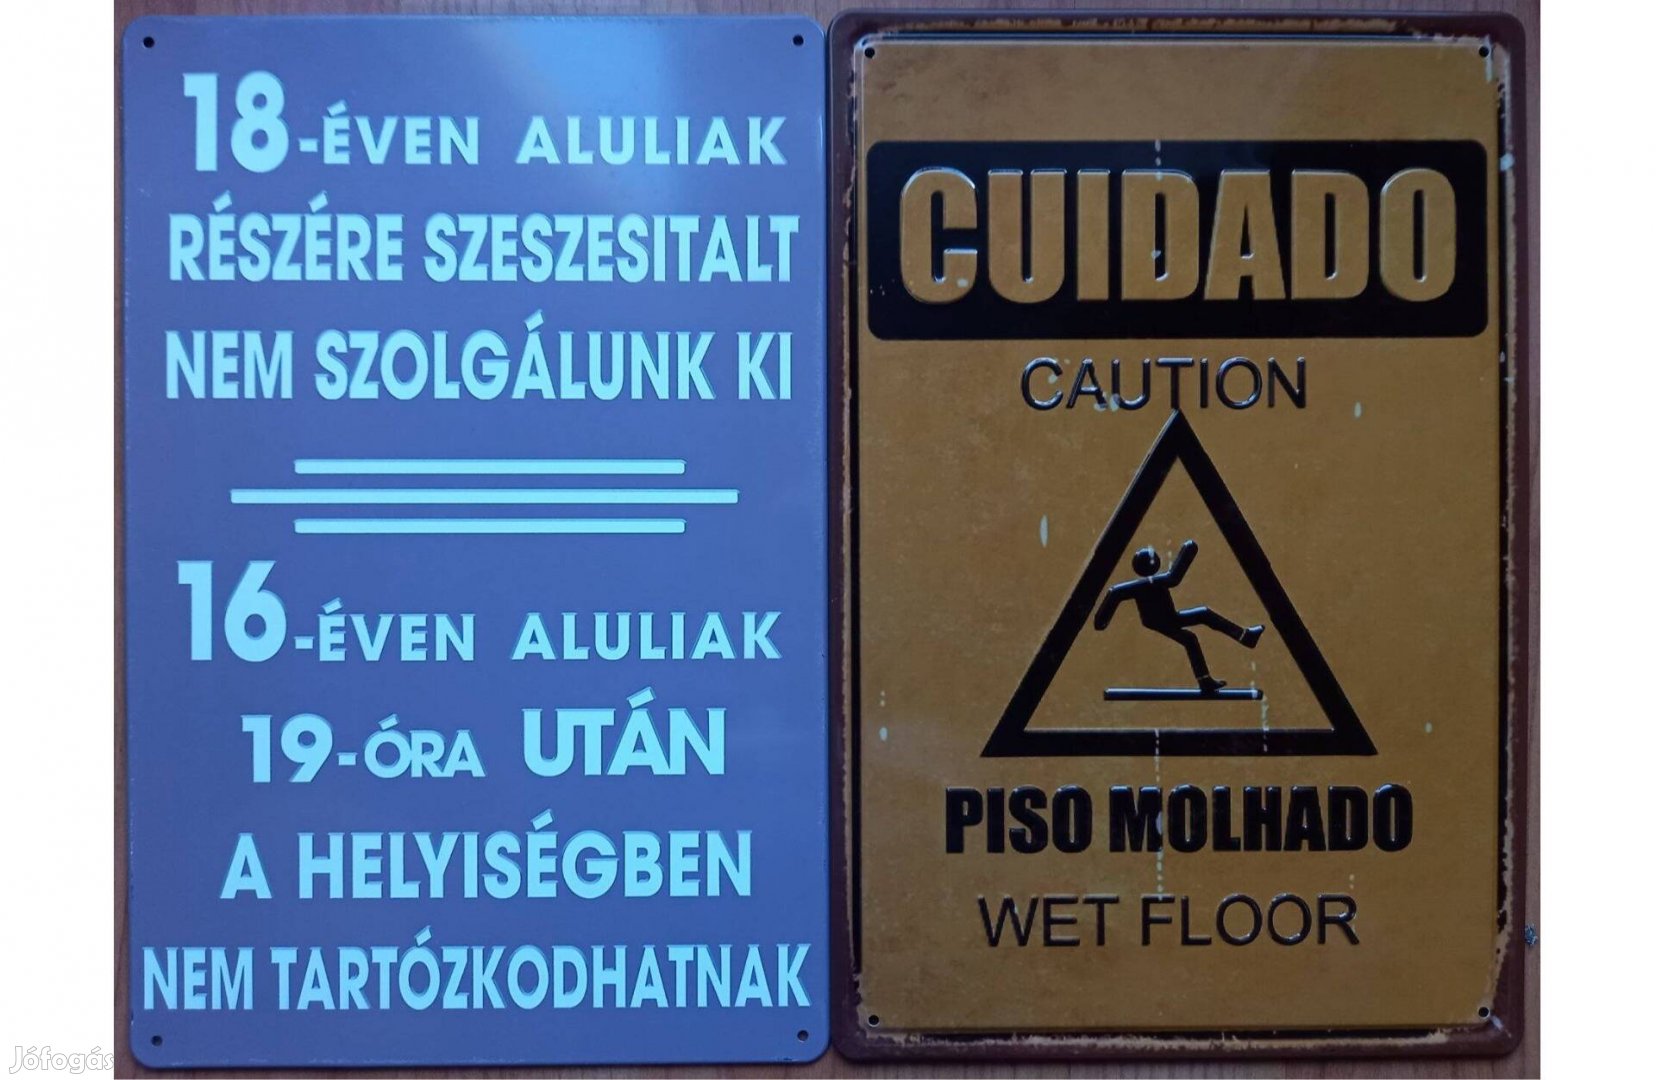 18-ÉVEN ALULIAK
RÉSZÉRE SZESZESITALT
NEM SZOLGÁLUNK KI
16-ÉVEN ALULIAK
19-ÓRA UTÁN
A HELYISÉGBEN
NEM TARTÓZKODHATNAK
CUIDADO
CAUTION
PISO MOLHADO
WET FLOOR
Jófogás